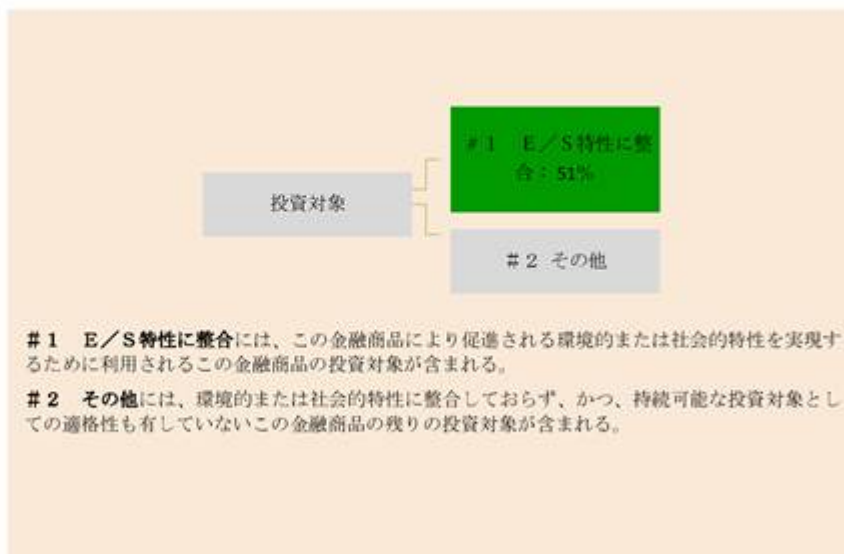 ＃１　Ｅ／Ｓ特性に整
合：51%
投資対象
＃２ その他
＃１　Ｅ／Ｓ特性に整合には、この金融商品により促進される環境的または社会的特性を実現す
るために利用されるこの金融商品の投資対象が含まれる。
＃２　その他には、環境的または社会的特性に整合しておらず、かつ、持続可能な投資対象とし
ての適格性も有していないこの金融商品の残りの投資対象が含まれる。